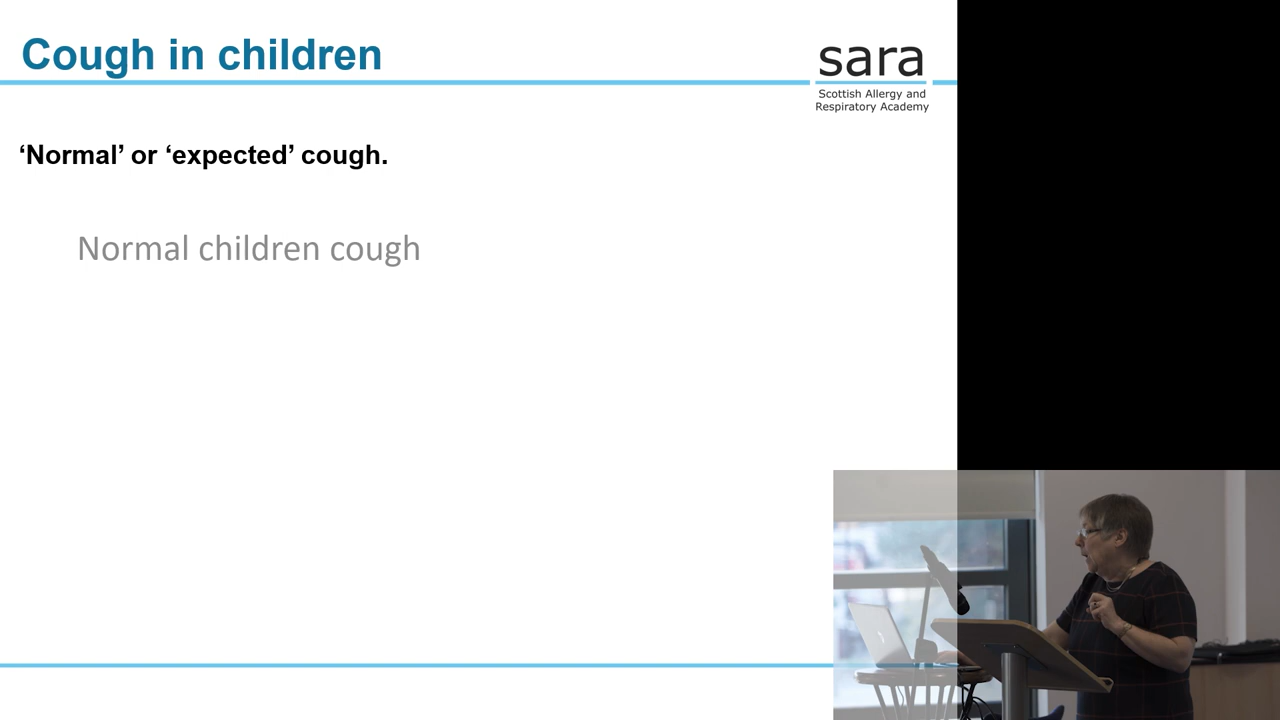 Cough in children
sara
Scottish Allergy and
Respiratory Academy
‘Normal’ or ‘expected’ cough.
Normal children cough